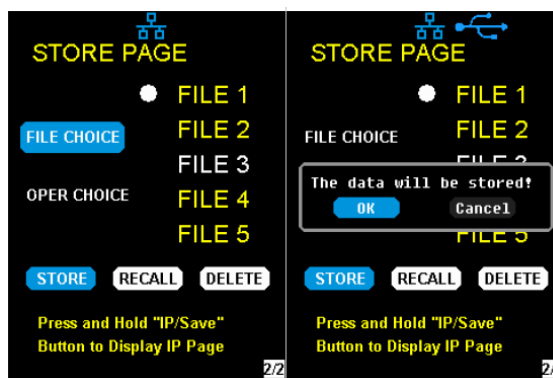 STORE PAGE
FILE 1
FILE CHOICE
FILE 2
FILE 3
OPER CHOICE
FILE 4
FILE 5
STORE RECALL DELETE
Press and Hold "IP/Save"
Button to Display IP Page
2/2
STORE PAGE
FILE 1
FILE CHOICE
FILE 2
The data will be stored!
OK Cancel
FILE 5
STORE RECALL DELETE
Press and Hold "IP/Save"
Button to Display IP Page
2/